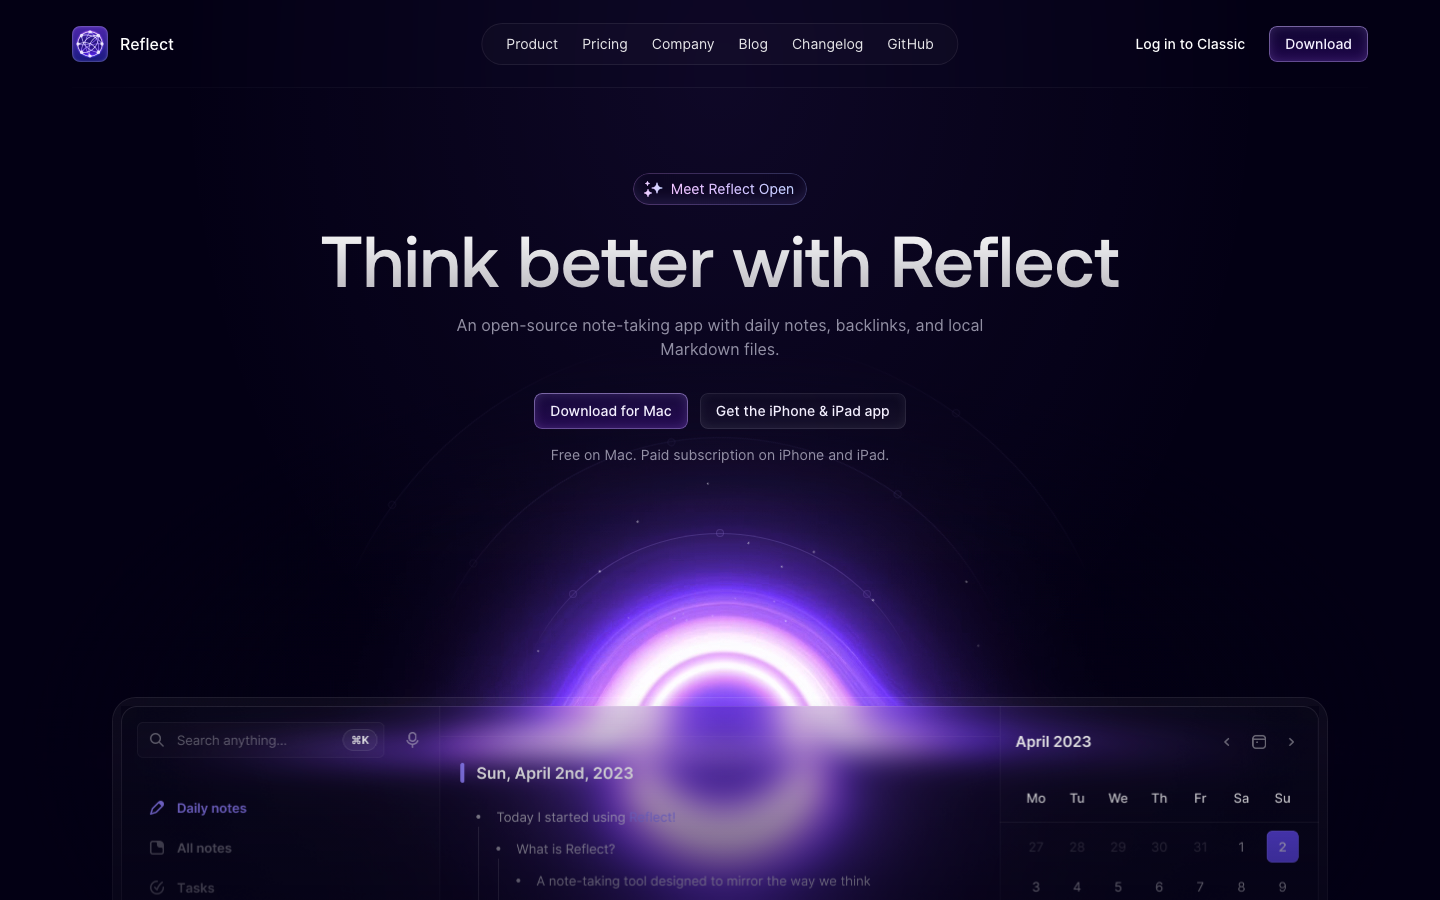 Reflect
Product Pricing Company Blog Changelog GitHub
Log in to Classic
Download
Meet Reflect Open
Think better with Reflect
An open-source note-taking app with daily notes, backlinks, and local
Markdown files.
Download for Mac
Get the iPhone & iPad app
Free on Mac. Paid subscription on iPhone and iPad.
Search anything...
⌘K
Daily notes
All notes
Tasks
Sun, April 2nd, 2023
• Today I started using Reflect!
• What is Reflect?
• A note-taking tool designed to mirror the way we think
April 2023
Mo Tu We Th Fr Sa Su
27 28 29 30 31 1 2
3 4 5 6 7 8 9